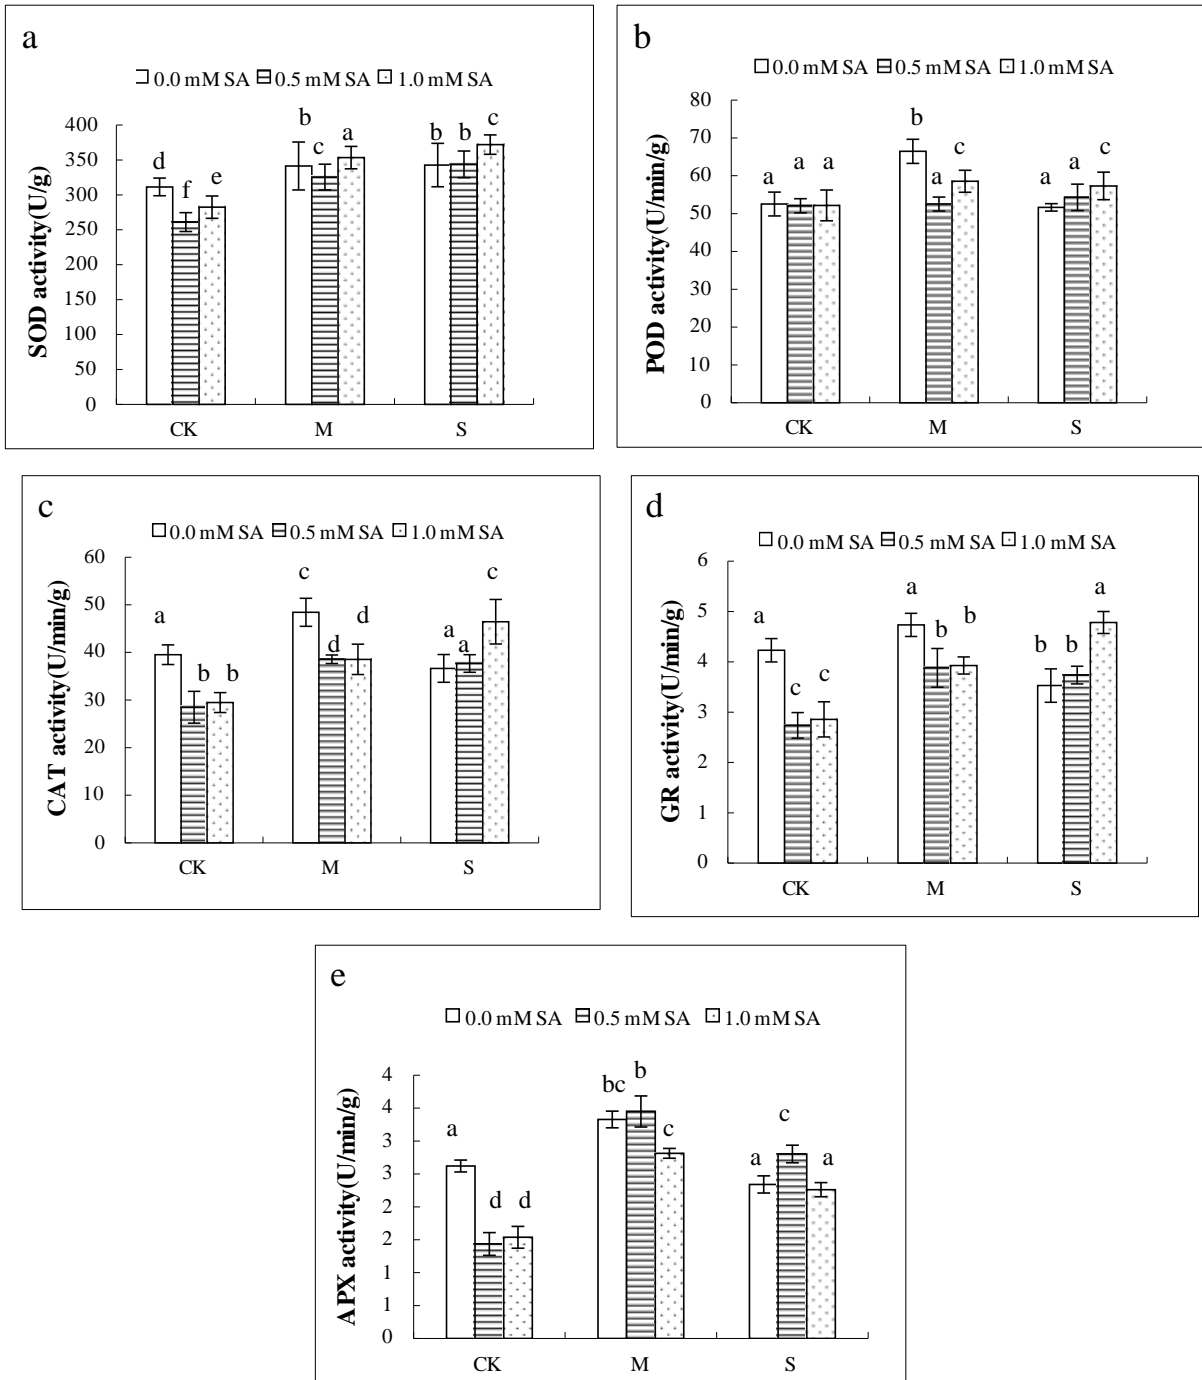 a
0.0 mM SA 0.5 mM SA 1.0 mM SA
SOD activity(U/g)
400
350
300
250
200
150
100
50
0
d f e
b c a
b b c
CK M S
b
0.0 mM SA 0.5 mM SA 1.0 mM SA
POD activity(U/min/g)
80
70
60
50
40
30
20
10
0
a a a
b a c
a a c
CK M S
c
0.0 mM SA 0.5 mM SA 1.0 mM SA
CAT activity(U/min/g)
60
50
40
30
20
10
0
a b b
c d d
a a c
CK M S
d
0.0 mM SA 0.5 mM SA 1.0 mM SA
GR activity(U/min/g)
6
5
4
3
2
1
0
a c c
a b b
b b a
CK M S
e
0.0 mM SA 0.5 mM SA 1.0 mM SA
APX activity(U/min/g)
4
4
3
3
2
2
1
1
0
a d d
bc b c
a c a
CK M S